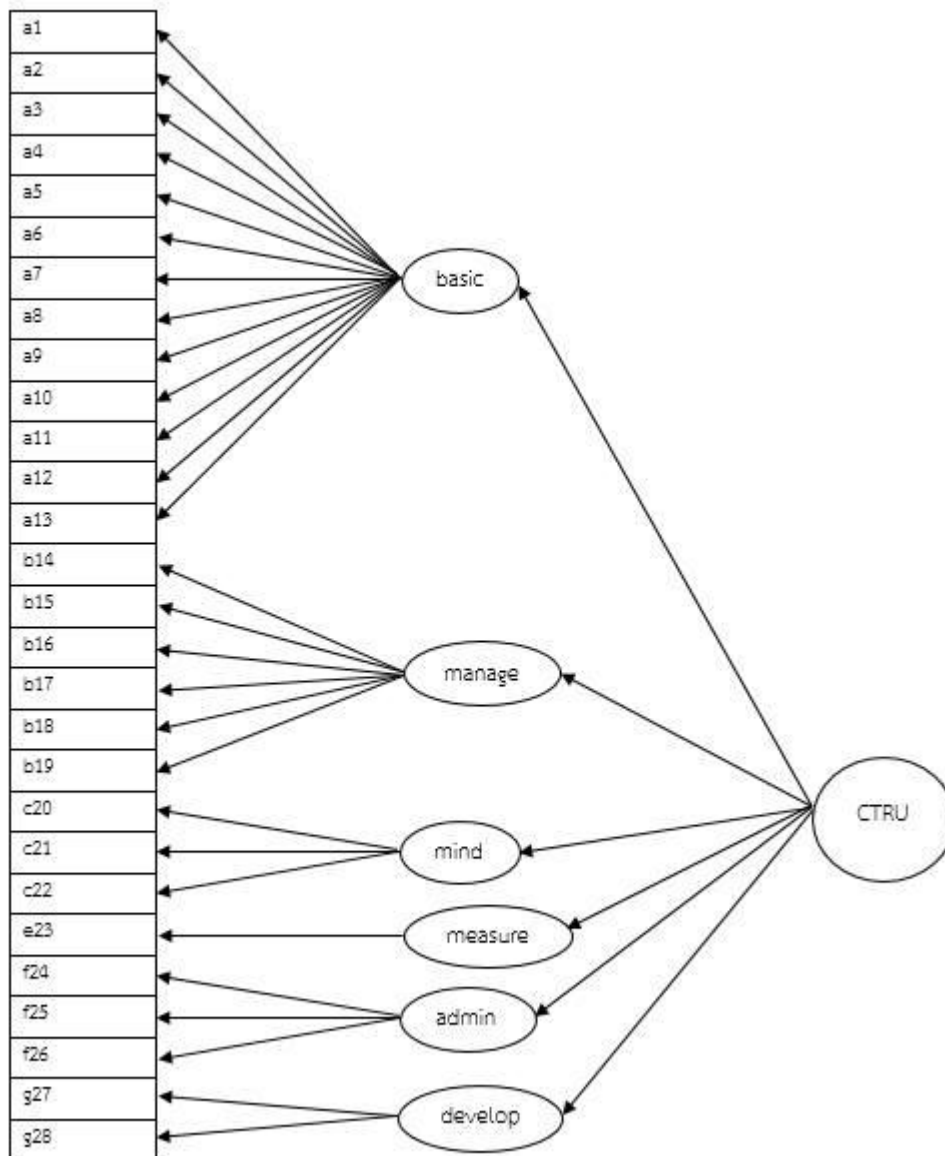 a1
a2
a3
a4
a5
a6
a7
a8
a9
a10
a11
a12
a13
b14
b15
b16
b17
b18
b19
c20
c21
c22
e23
f24
f25
f26
g27
g28
basic
manage
mind
measure
admin
develop
CTRU